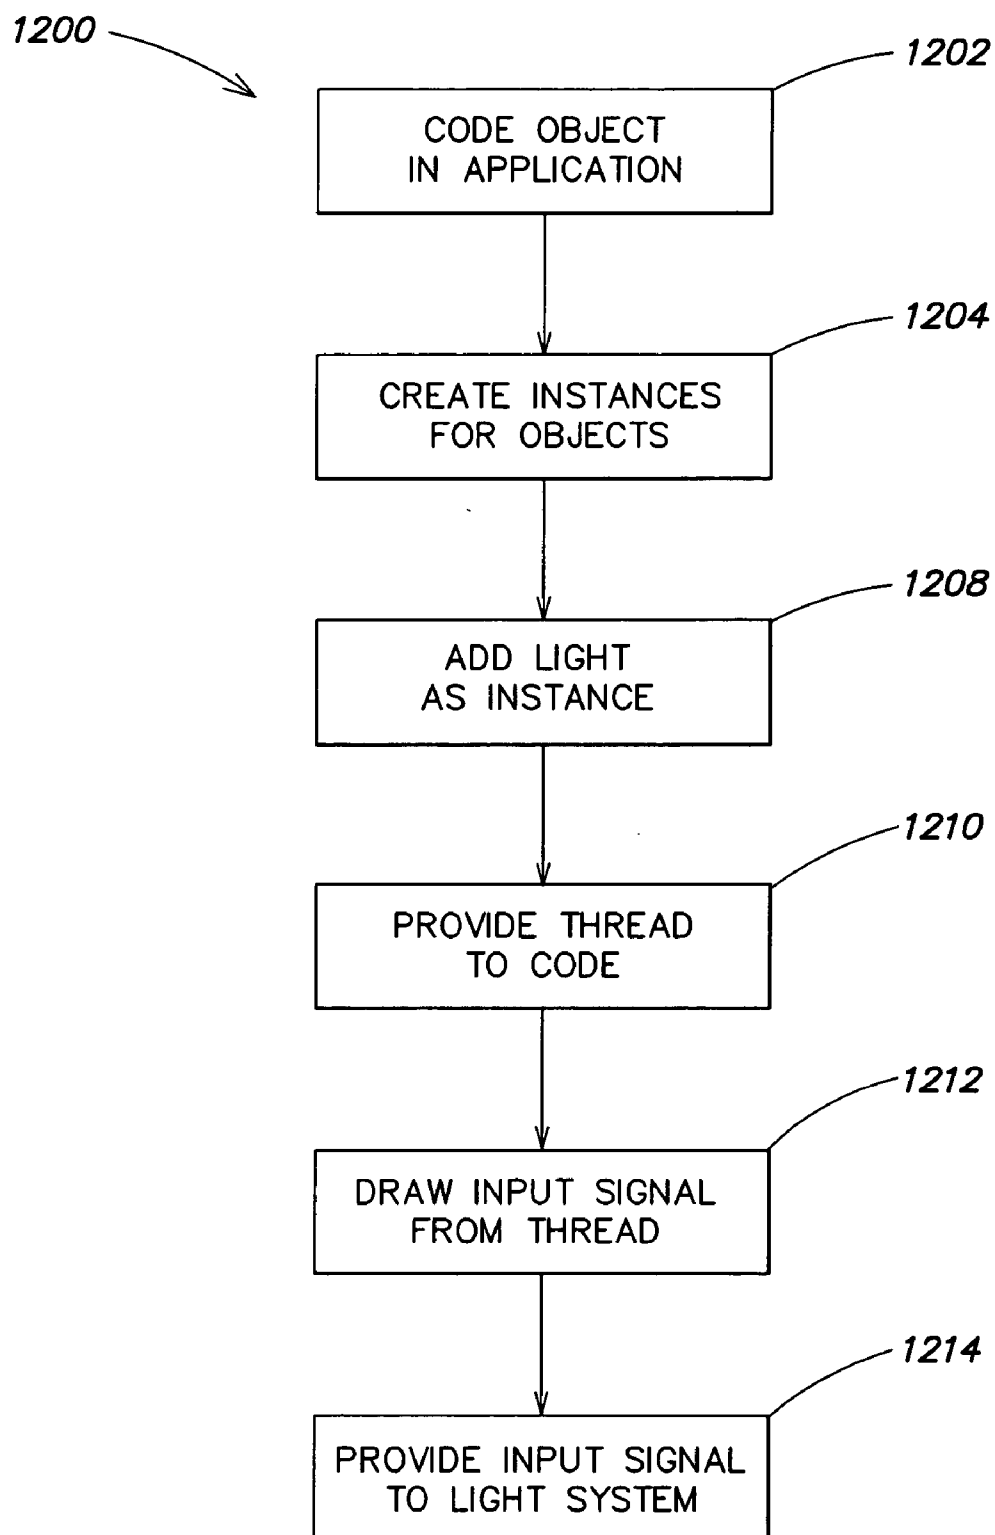 1200
1202
CODE OBJECT
IN APPLICATION
1204
CREATE INSTANCES
FOR OBJECTS
1208
ADD LIGHT
AS INSTANCE
1210
PROVIDE THREAD
TO CODE
1212
DRAW INPUT SIGNAL
FROM THREAD
1214
PROVIDE INPUT SIGNAL
TO LIGHT SYSTEM